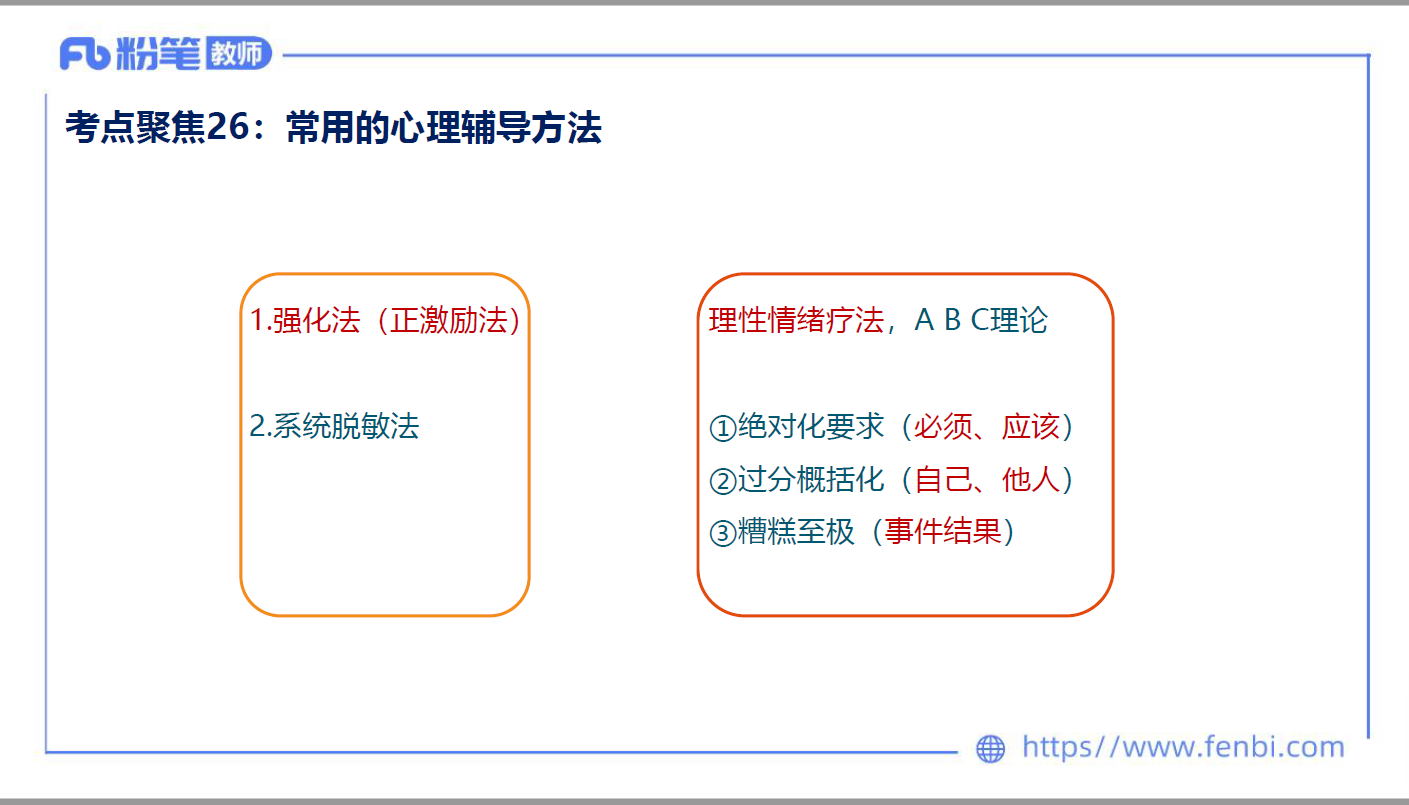 Fb粉笔教师
考点聚焦26：常用的心理辅导方法
1.强化法（正激励法）
2.系统脱敏法
理性情绪疗法，A B C理论
①绝对化要求（必须、应该）
②过分概括化（自己、他人）
③糟糕至极（事件结果）
https//www.fenbi.com